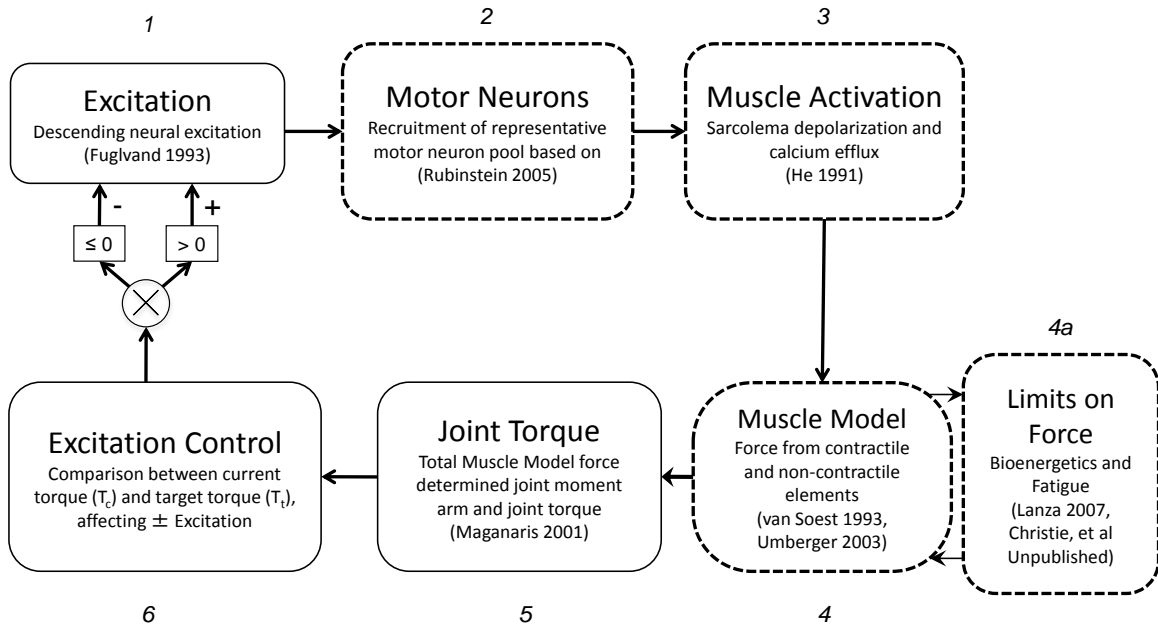 1
Excitation
Descending neural excitation
(Fuglvand 1993)
-
+
≤ 0
> 0
2
Motor Neurons
Recruitment of representative
motor neuron pool based on
(Rubinstein 2005)
3
Muscle Activation
Sarcolema depolarization and
calcium efflux
(He 1991)
4a
Limits on
Force
Bioenergetics and
Fatigue
(Lanza 2007,
Christie, et al
Unpublished)
Muscle Model
Force from contractile
and non-contractile
elements
(van Soest 1993,
Umberger 2003)
4
Joint Torque
Total Muscle Model force
determined joint moment
arm and joint torque
(Maganaris 2001)
5
Excitation Control
Comparison between current
torque (Tc) and target torque (Tt),
affecting ± Excitation
6